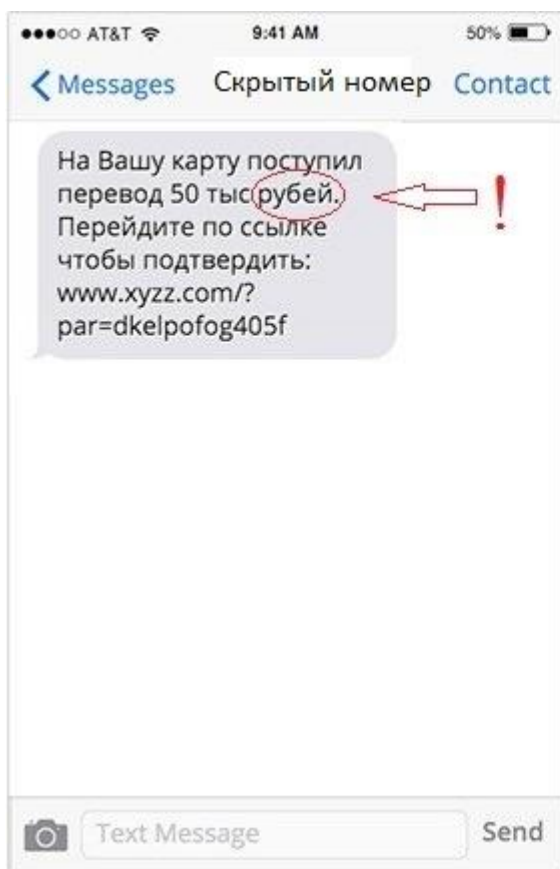 AT&T 9:41 AM 50%
Messages Скрытый номер Contact
На Вашу карту поступил
перевод 50 тыс рубей.
Перейдите по ссылке
чтобы подтвердить:
www.xyzz.com/?
par=dkelpofog405f
!
Text Message Send